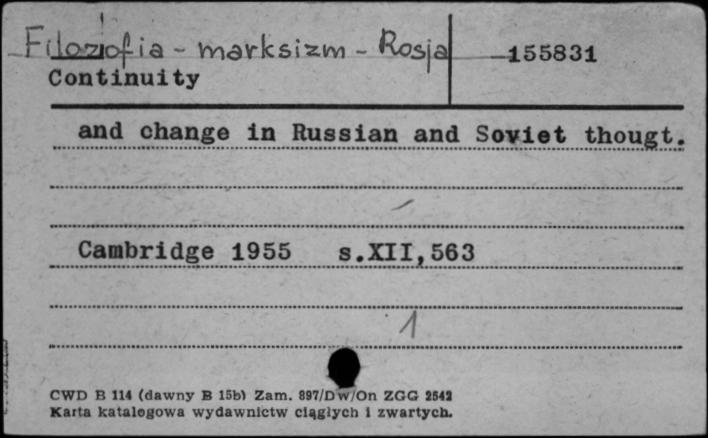 Filozofia - marksizm - Rosja 155831
Continuity
and change in Russian and Soviet thougt.
Cambridge 1955 s.XII,563
1
CWD B 114 (dawny B 15b) Zam. 897/DW/On ZGG 2542
Karta katalogowa wydawnictw ciągłych i zwartych.